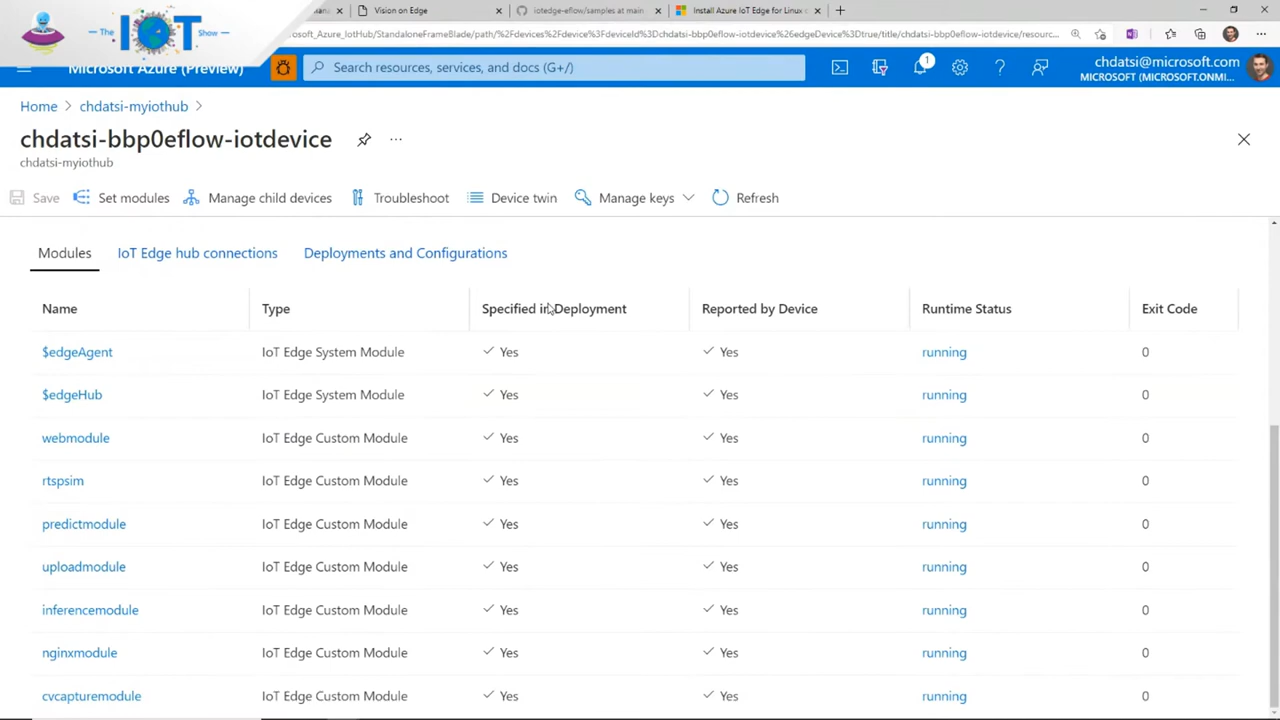 The IOT Show
Vision on Edge
iotedge-eflow/samples at main
Install Azure IoT Edge for Linux
osoft_Azure_IotHub/StandaloneFrameBlade/path/%2Fdevices%2Fdevice%3FdeviceId%3Dchdatsi-bbp0eflow-iotdevice%26edgeDevice%3Dtrue/title/chdatsi-bbp0eflow-iotdevice/resourc...
Microsoft Azure (Preview)
Search resources, services, and docs (G+/)
1
chdatsi@microsoft.com
MICROSOFT (MICROSOFT.ONMI...
Home > chdatsi-myiothub >
chdatsi-bbp0eflow-iotdevice
chdatsi-myiothub
Save Set modules Manage child devices Troubleshoot Device twin Manage keys Refresh
Modules IoT Edge hub connections Deployments and Configurations
Name Type Specified in Deployment Reported by Device Runtime Status Exit Code
$edgeAgent IoT Edge System Module Yes Yes running 0
$edgeHub IoT Edge System Module Yes Yes running 0
webmodule IoT Edge Custom Module Yes Yes running 0
rtspsim IoT Edge Custom Module Yes Yes running 0
predictmodule IoT Edge Custom Module Yes Yes running 0
uploadmodule IoT Edge Custom Module Yes Yes running 0
inferencemodule IoT Edge Custom Module Yes Yes running 0
nginxmodule IoT Edge Custom Module Yes Yes running 0
cvcapturemodule IoT Edge Custom Module Yes Yes running 0